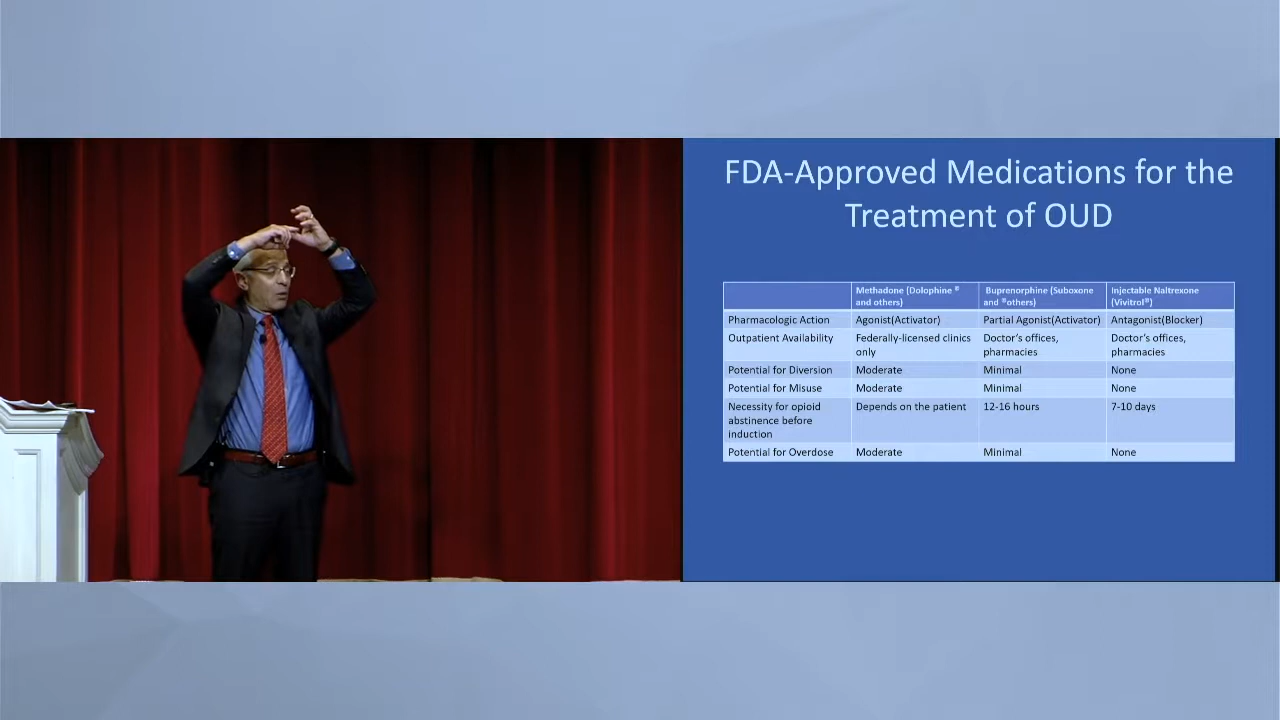 FDA-Approved Medications for the
Treatment of OUD
Methadone (Dolophine ®
and others)
Buprenorphine (Suboxone
and ®others)
Injectable Naltrexone
(Vivitrol®)
Pharmacologic Action
Agonist(Activator)
Partial Agonist(Activator)
Antagonist(Blocker)
Outpatient Availability
Federally-licensed clinics
only
Doctor's offices,
pharmacies
Doctor's offices,
pharmacies
Potential for Diversion
Moderate
Minimal
None
Potential for Misuse
Moderate
Minimal
None
Necessity for opioid
abstinence before
induction
Depends on the patient
12-16 hours
7-10 days
Potential for Overdose
Moderate
Minimal
None